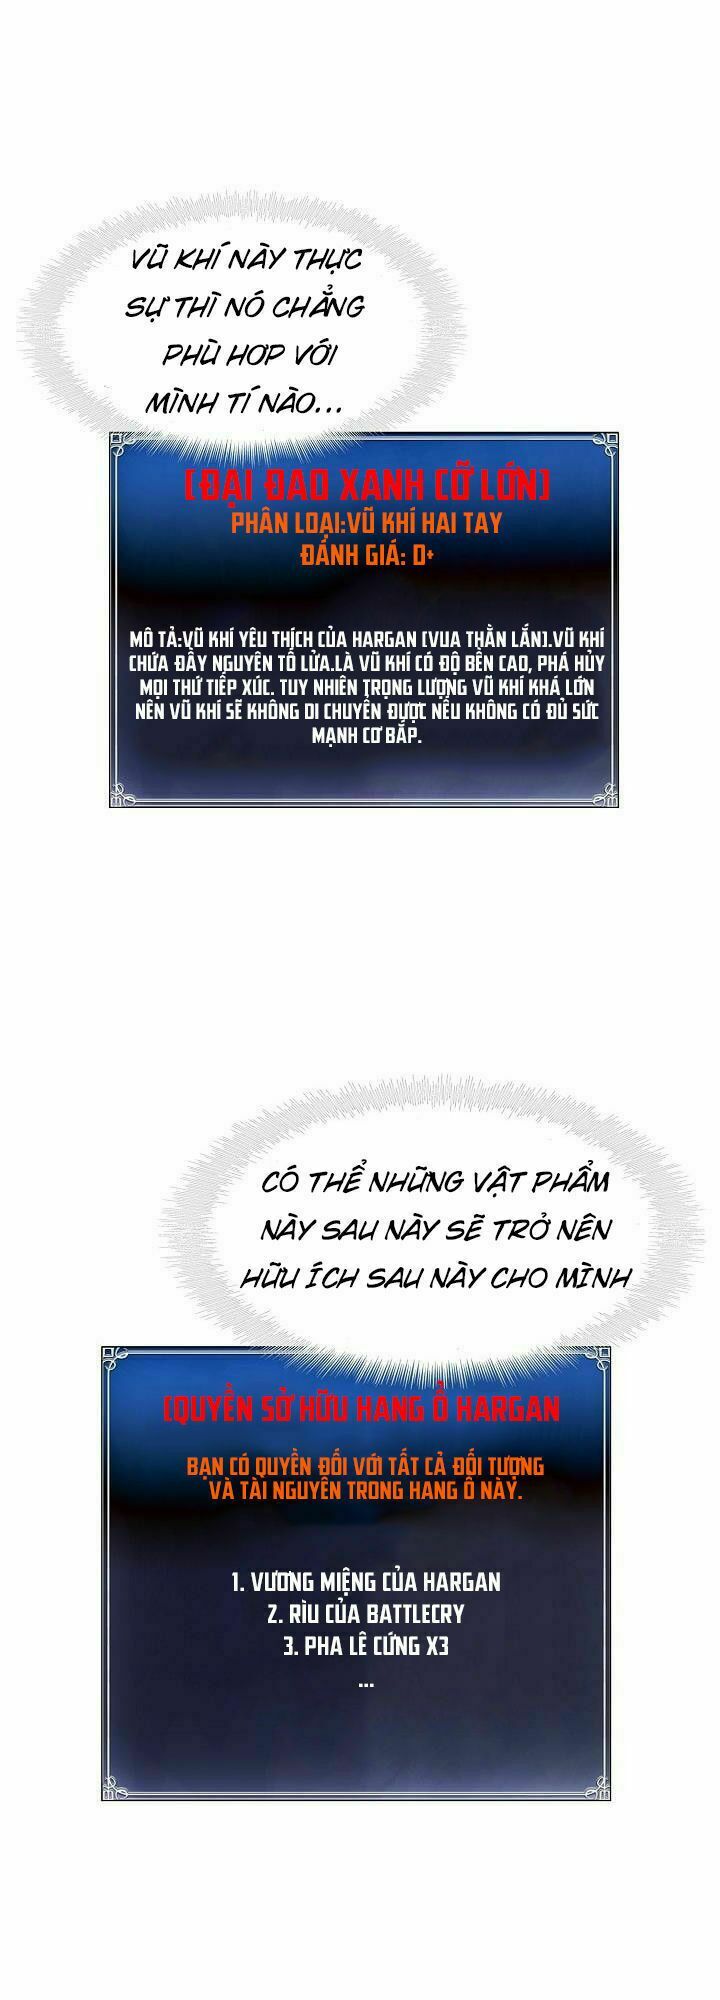 VŨ KHÍ NÀY THỰC
SỰ THÌ NÓ CHẲNG
PHÙ HƠP VỚI
MÌNH TÍ NÀO...
[ĐẠI ĐAO XANH CỠ LỚN]
PHÂN LOẠI:VŨ KHÍ HAI TAY
ĐÁNH GIÁ: D+
MÔ TẢ:VŨ KHÍ YÊU THÍCH CỦA HARGAN [VUA THẰN LẮN].VŨ KHÍ
CHỨA ĐẦY NGUYÊN TỐ LỬA.LÀ VŨ KHÍ CÓ ĐỘ BỀN CAO, PHÁ HỦY
MỌI THỨ TIẾP XÚC. TUY NHIÊN TRỌNG LƯỢNG VŨ KHÍ KHÁ LỚN
NÊN VŨ KHÍ SẼ KHÔNG DI CHUYỂN ĐƯỢC NẾU KHÔNG CÓ ĐỦ SỨC
MẠNH CƠ BẮP.
CÓ THỂ NHỮNG VẬT PHẨM
NÀY SAU NÀY SẼ TRỞ NÊN
HỮU ÍCH SAU NÀY CHO MÌNH
[QUYỀN SỞ HỮU HANG Ổ HARGAN
BẠN CÓ QUYỀN ĐỐI VỚI TẤT CẢ ĐỐI TƯỢNG
VÀ TÀI NGUYÊN TRONG HANG Ổ NÀY.
1. VƯƠNG MIỆNG CỦA HARGAN
2. RÌU CỦA BATTLECRY
3. PHA LÊ CỨNG X3
...